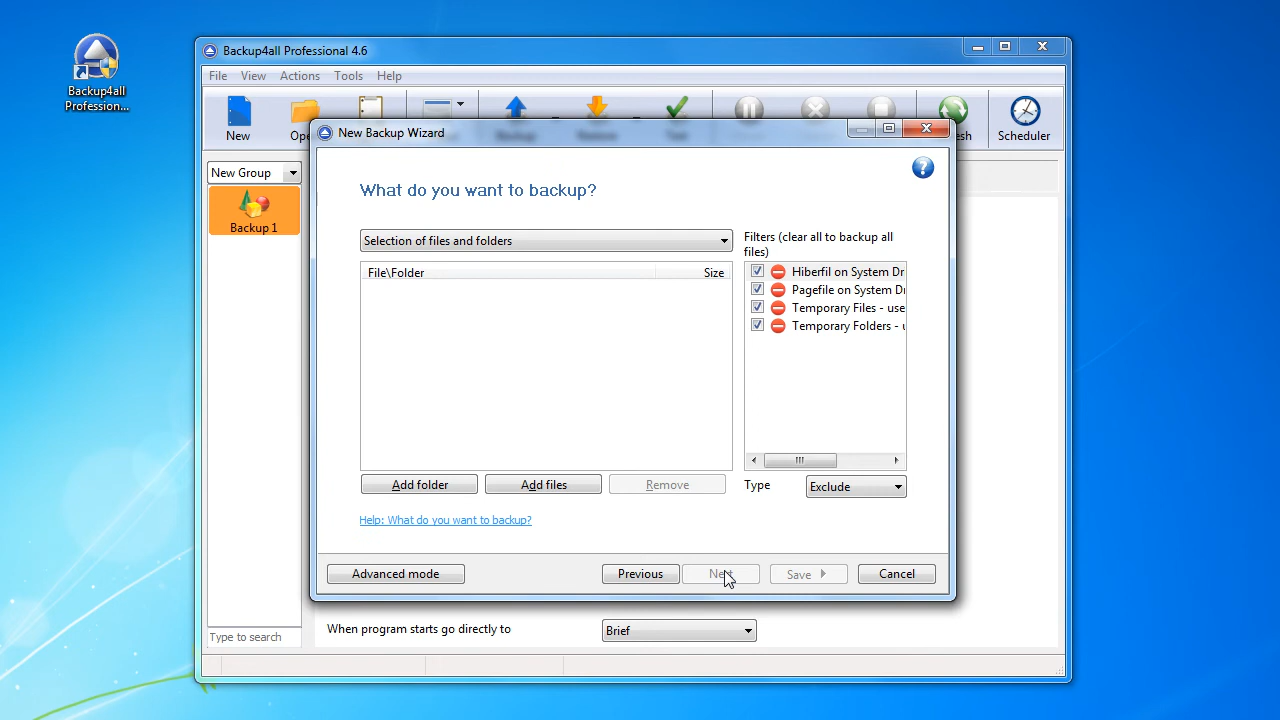 Backup4all
Profession...
Backup4all Professional 4.6
File View Actions Tools Help
New
Scheduler
New Group
Backup 1
Type to search
New Backup Wizard
What do you want to backup?
Selection of files and folders
File\Folder Size
Filters (clear all to backup all
files)
Hiberfil on System Dr
Pagefile on System Dr
Temporary Files - use
Temporary Folders - u
Add folder Add files Remove
Type Exclude
Help: What do you want to backup?
Advanced mode Previous Save Cancel
When program starts go directly to Brief